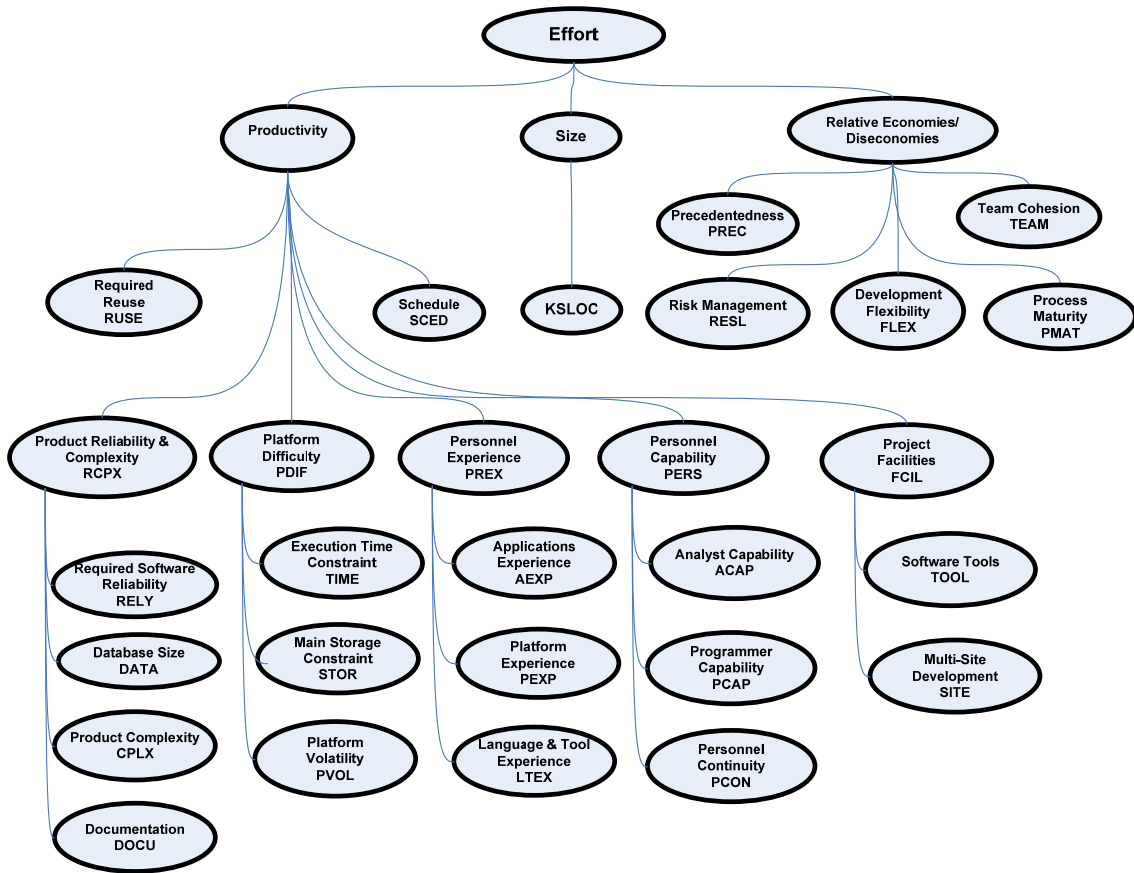 Effort
Productivity
Size
Relative Economies/
Diseconomies
Precedentedness
PREC
Team Cohesion
TEAM
Required
Reuse
RUSE
Schedule
SCED
KSLOC
Risk Management
RESL
Development
Flexibility
FLEX
Process
Maturity
PMAT
Product Reliability &
Complexity
RCPX
Platform
Difficulty
PDIF
Personnel
Experience
PREX
Personnel
Capability
PERS
Project
Facilities
FCIL
Required Software
Reliability
RELY
Database Size
DATA
Product Complexity
CPLX
Documentation
DOCU
Execution Time
Constraint
TIME
Main Storage
Constraint
STOR
Platform
Volatility
PVOL
Applications
Experience
AEXP
Platform
Experience
PEXP
Language & Tool
Experience
LTEX
Analyst Capability
ACAP
Programmer
Capability
PCAP
Personnel
Continuity
PCON
Software Tools
TOOL
Multi-Site
Development
SITE